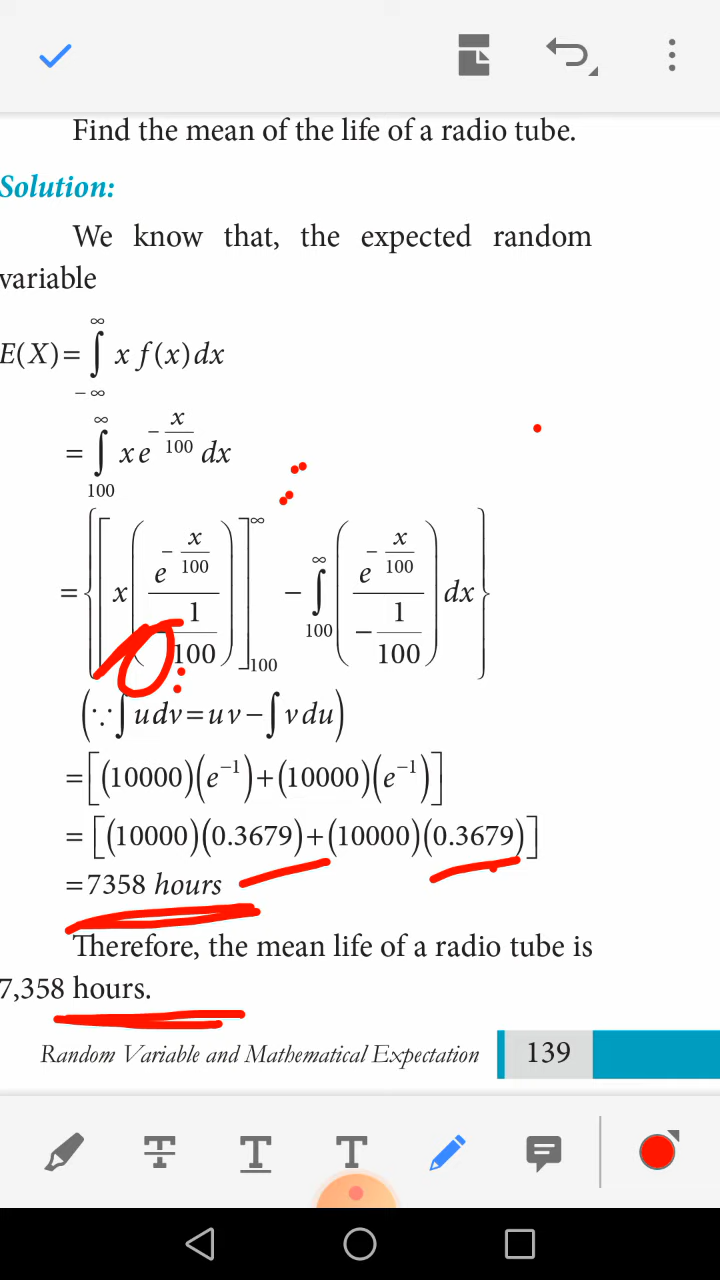 Find the mean of the life of a radio tube.
Solution:
We know that, the expected random
variable
E(X) = ∫_{−∞}^{∞} x f(x) dx
= ∫_{100}^{∞} x e^{−x/100} dx
= { [ x ( e^{−x/100} / (−1/100) ) ]_{100}^{∞} − ∫_{100}^{∞} ( e^{−x/100} / (−1/100) ) dx }
(∵ ∫ u dv = u v − ∫ v du)
= [(10000)(e^{−1}) + (10000)(e^{−1})]
= [(10000)(0.3679) + (10000)(0.3679)]
= 7358 hours
Therefore, the mean life of a radio tube is
7,358 hours.
Random Variable and Mathematical Expectation 139
T T T